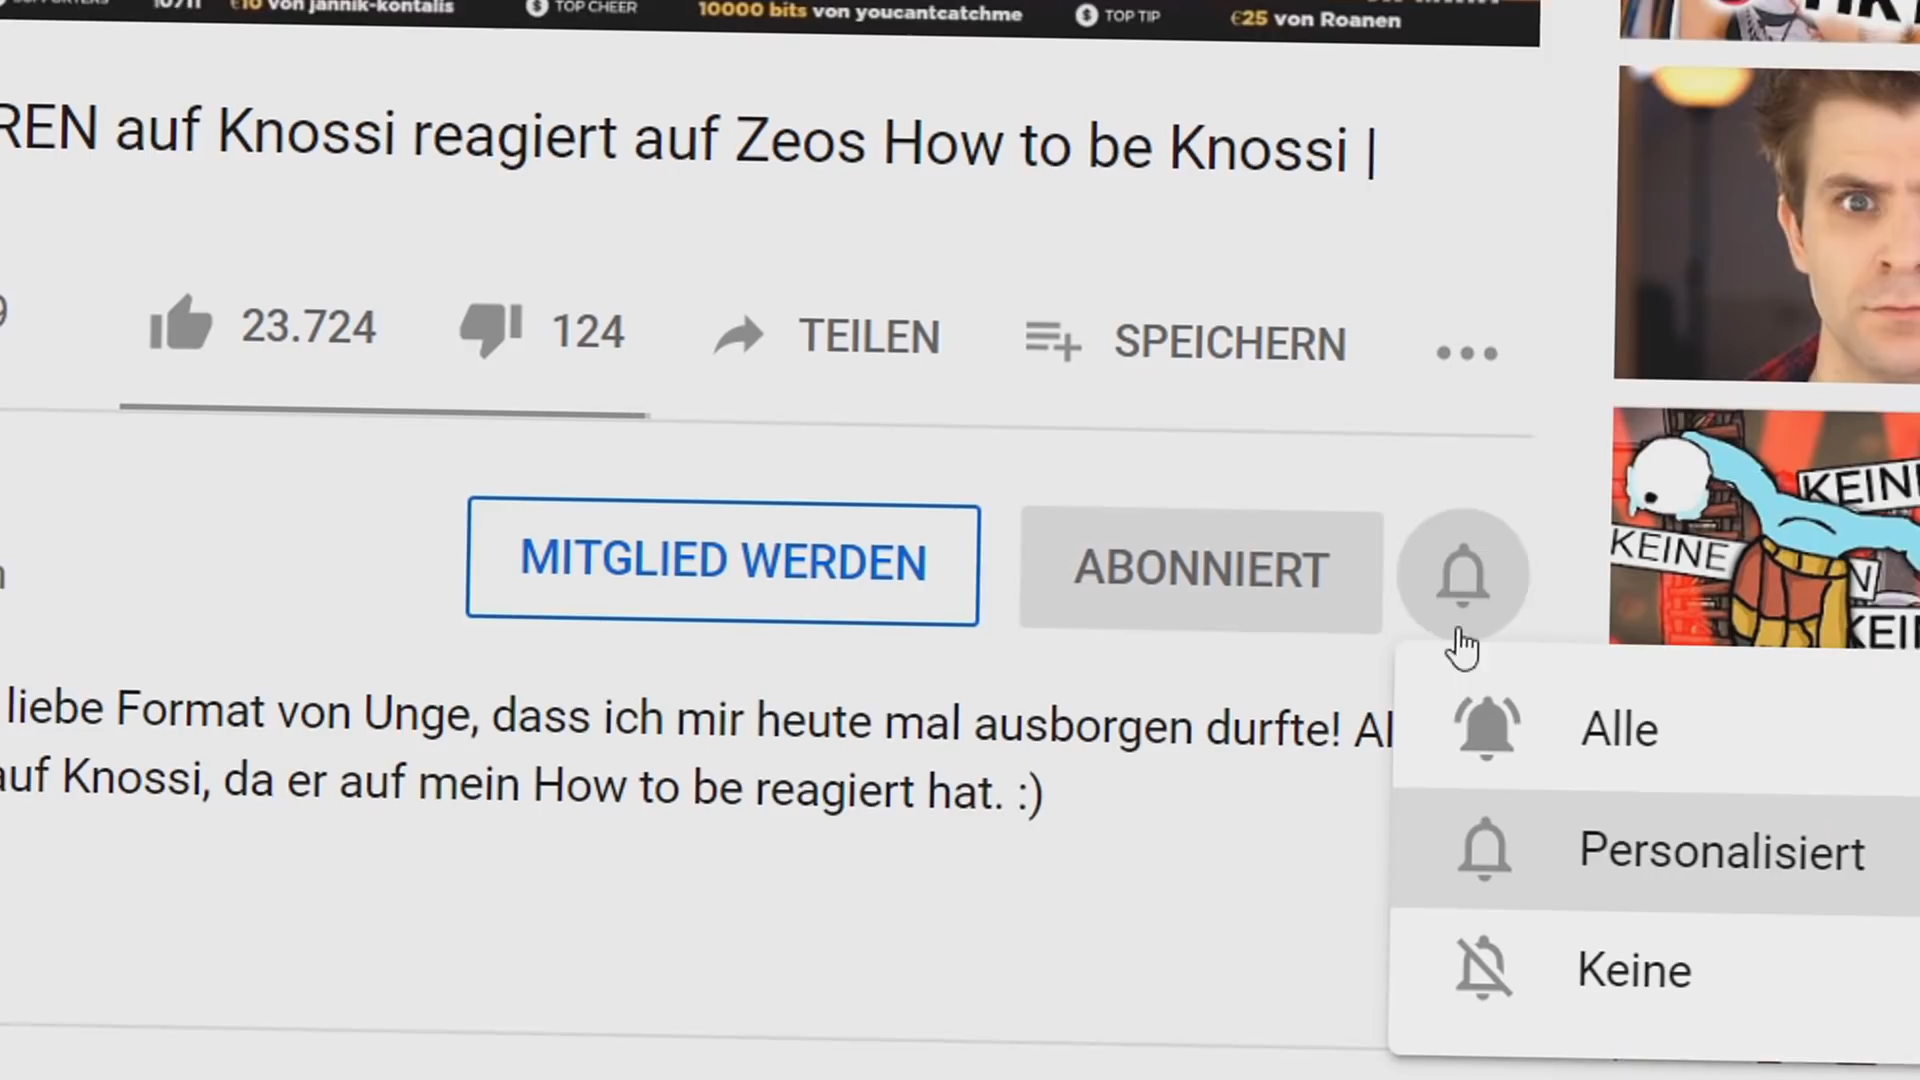 €10 von jannik-kontalis TOP CHEER 10000 bits von youcantcatchme TOP TIP €25 von Roanen
auf Knossi reagiert auf Zeos How to be Knossi |
23.724 124 TEILEN SPEICHERN
MITGLIED WERDEN ABONNIERT
liebe Format von Unge, dass ich mir heute mal ausborgen durfte!
auf Knossi, da er auf mein How to be reagiert hat. :)
Alle
Personalisiert
Keine
KEINE
KEINE